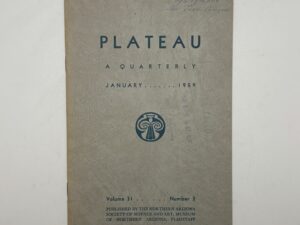 PLATEAU
A QUARTERLY
JANUARY.......1959
Volume 31 ........ Number 3
PUBLISHED BY THE NORTHERN ARIZONA
SOCIETY OF SCIENCE AND ART, MUSEUM
OF NORTHERN ARIZONA, FLAGSTAFF